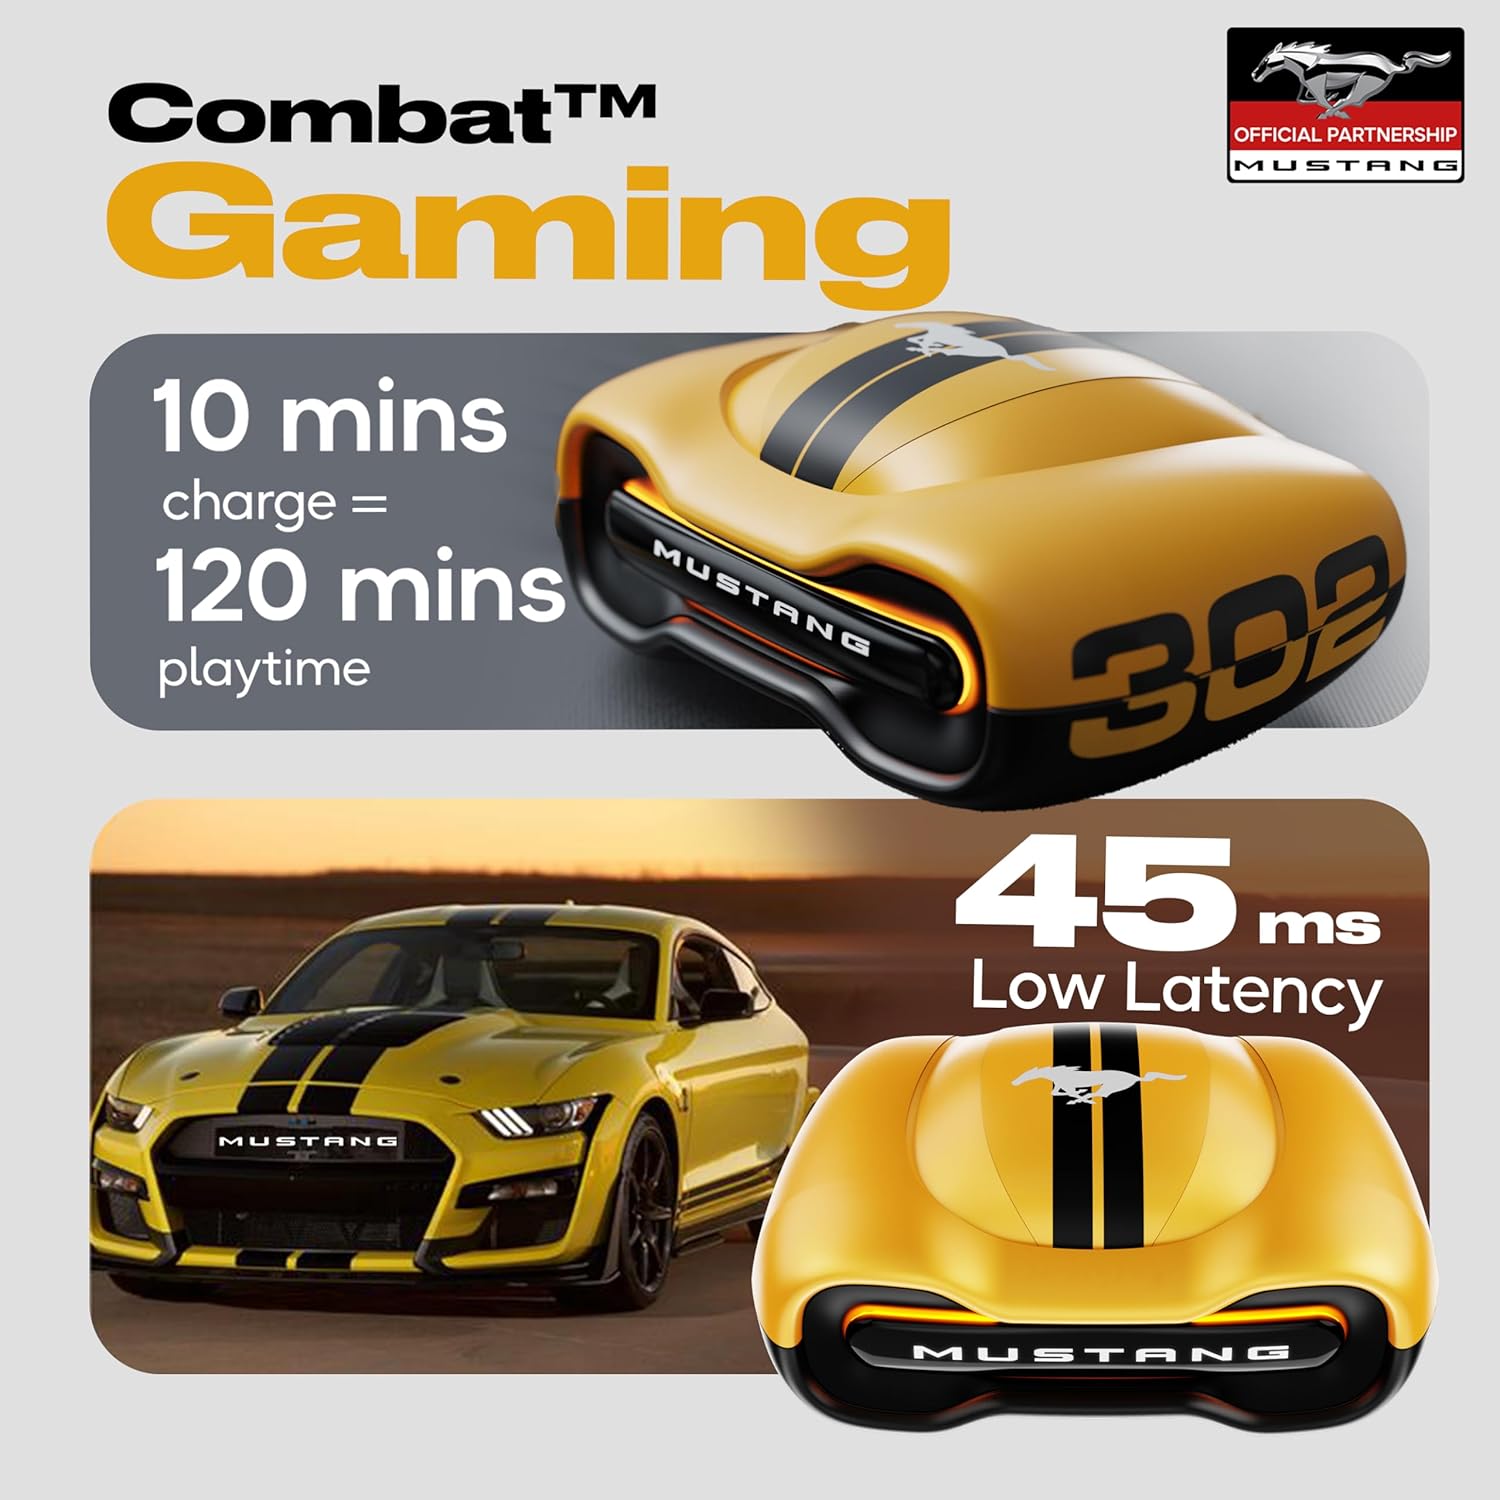 Combat™
Gaming
OFFICIAL PARTNERSHIP
MUSTANG
10 mins
charge =
120 mins
playtime
MUSTANG
302
45 ms
Low Latency
MUSTANG
MUSTANG